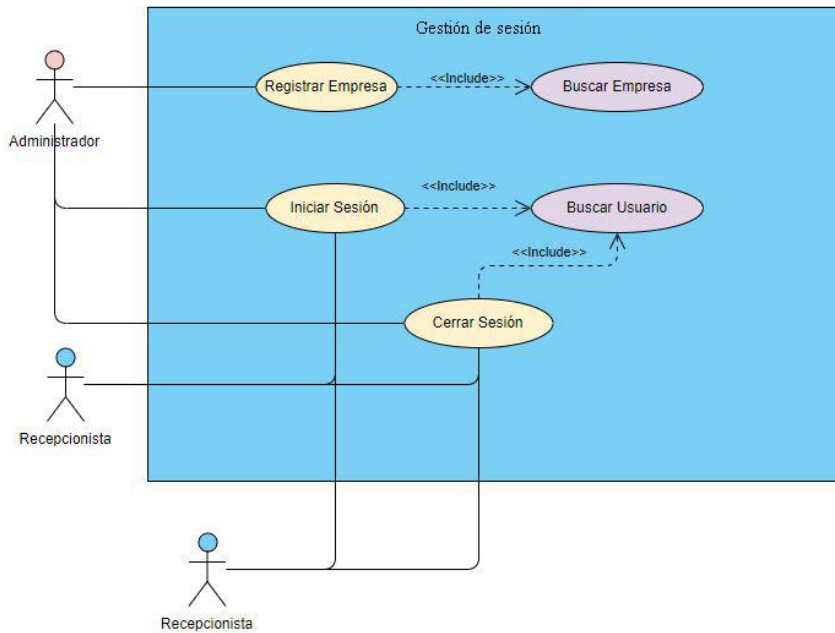 Gestión de sesión
Registrar Empresa
<<Include>>
Buscar Empresa
Administrador
Iniciar Sesión
<<Include>>
Buscar Usuario
<<Include>>
Cerrar Sesión
Recepcionista
Recepcionista